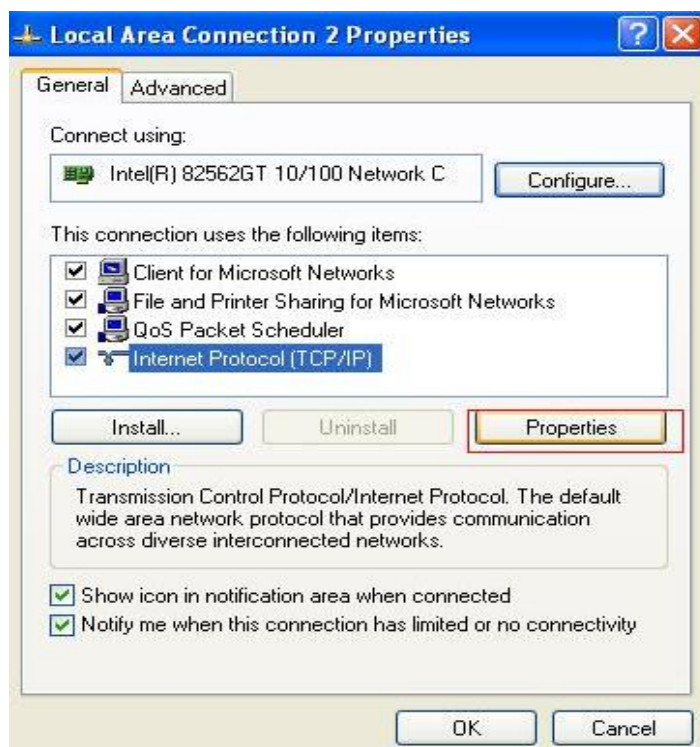 Local Area Connection 2 Properties
General Advanced
Connect using:
Intel(R) 82562GT 10/100 Network C Configure...
This connection uses the following items:
Client for Microsoft Networks
File and Printer Sharing for Microsoft Networks
QoS Packet Scheduler
Internet Protocol (TCP/IP)
Install... Uninstall Properties
Description
Transmission Control Protocol/Internet Protocol. The default
wide area network protocol that provides communication
across diverse interconnected networks.
Show icon in notification area when connected
Notify me when this connection has limited or no connectivity
OK Cancel